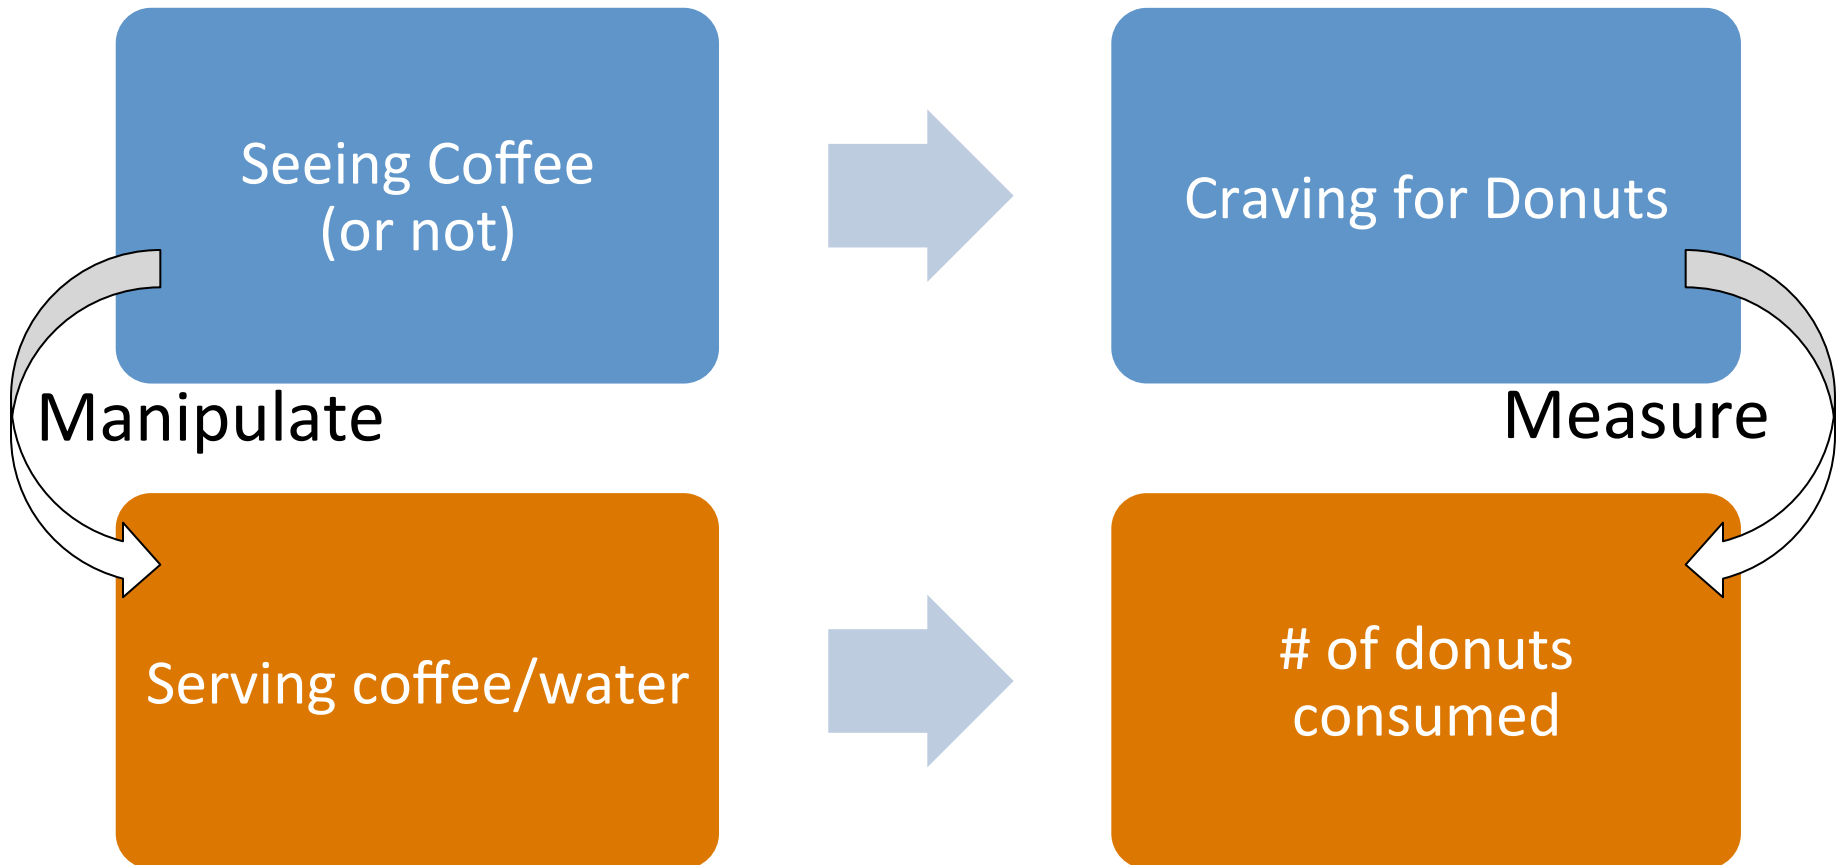 Seeing Coffee
(or not)
Craving for Donuts
Manipulate
Measure
Serving coffee/water
# of donuts
consumed